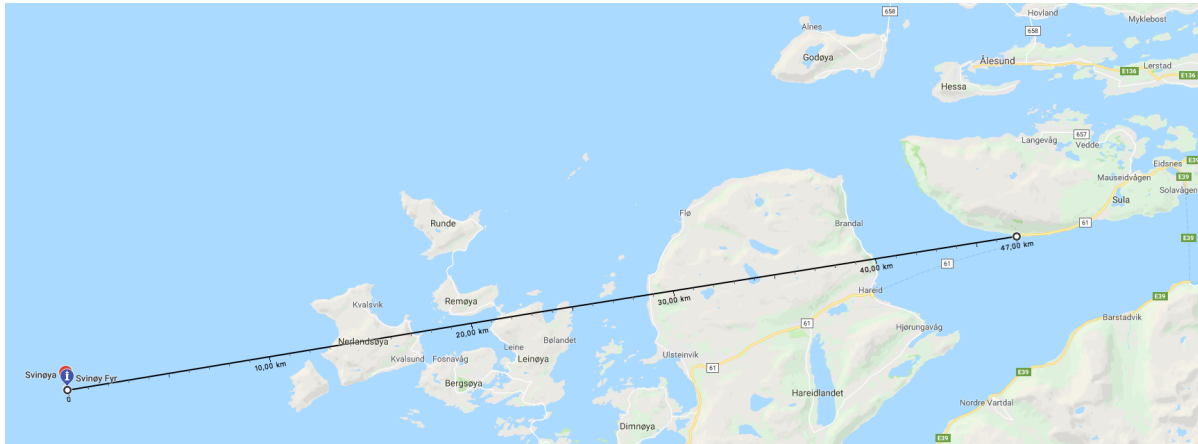 658
Hovland
Myklebost
Alnes
658
Godøya
Ålesund
Lerstad
E136
E136
Hessa
Langevåg
657
Vedde
Eidsnes
E39
Mauseidvågen
E39
Solavågen
Sula
Runde
Flø
Brandal
61
47,00 km
E39
61
40,00 km
Kvalsvik
Remøya
30,00 km
Hareid
E39
Barstadvik
20,00 km
61
Hjørungavåg
Nerlandsøya
Leine
Bølandet
Kvalsund
Fosnavåg
Leinøya
Ulsteinvik
10,00 km
61
Svinøya
Svinøy Fyr
Bergsøya
E39
0
Hareidlandet
Nordre Vartdal
Dimnøya
E39